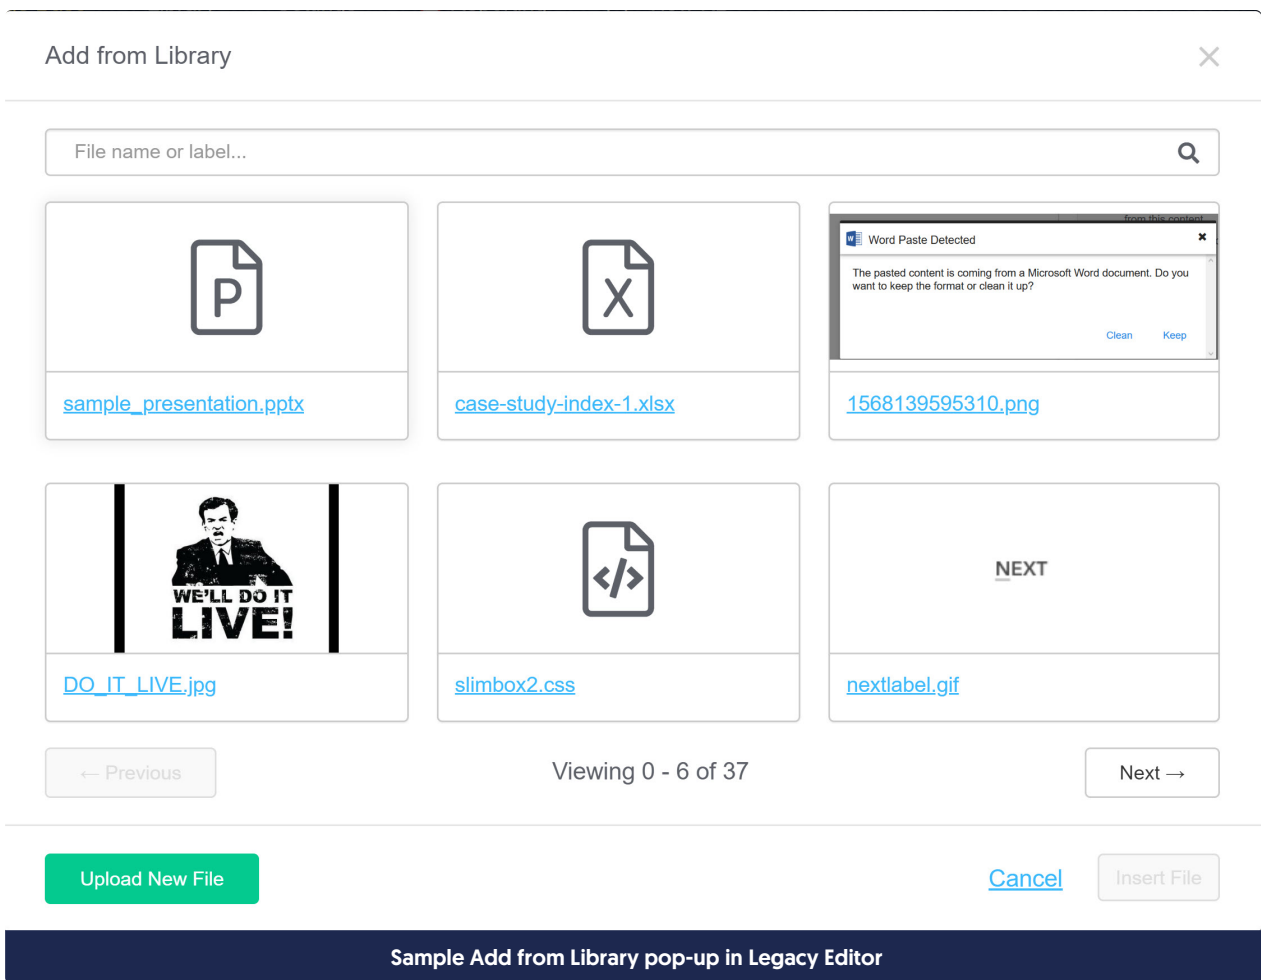 Add from Library
×
File name or label...
P
X
from this content
Word Paste Detected
The pasted content is coming from a Microsoft Word document. Do you
want to keep the format or clean it up?
Clean Keep
sample_presentation.pptx
case-study-index-1.xlsx
1568139595310.png
WE'LL DO IT
LIVE!
</>
NEXT
DO_IT_LIVE.jpg
slimbox2.css
nextlabel.gif
← Previous
Viewing 0 - 6 of 37
Next →
Upload New File
Cancel
Insert File
Sample Add from Library pop-up in Legacy Editor